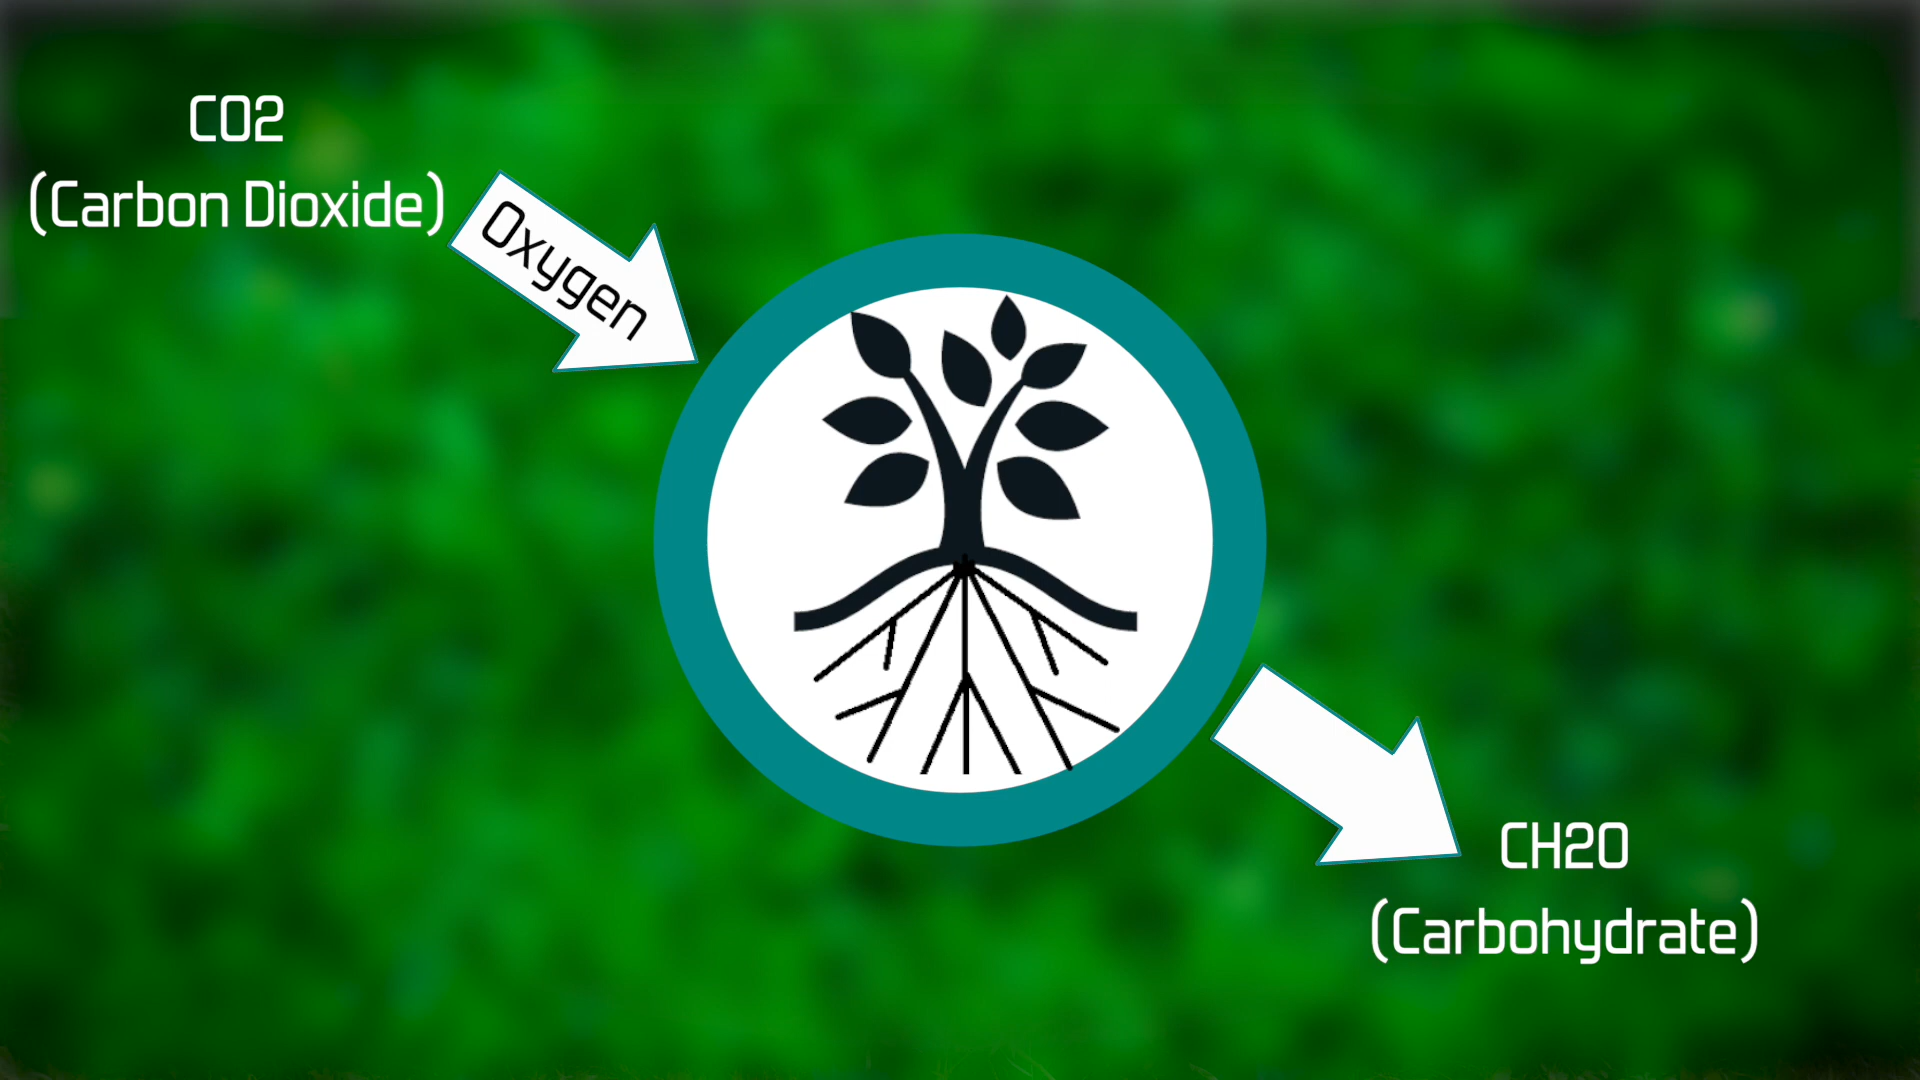 CO2
(Carbon Dioxide)
Oxygen
CH2O
(Carbohydrate)